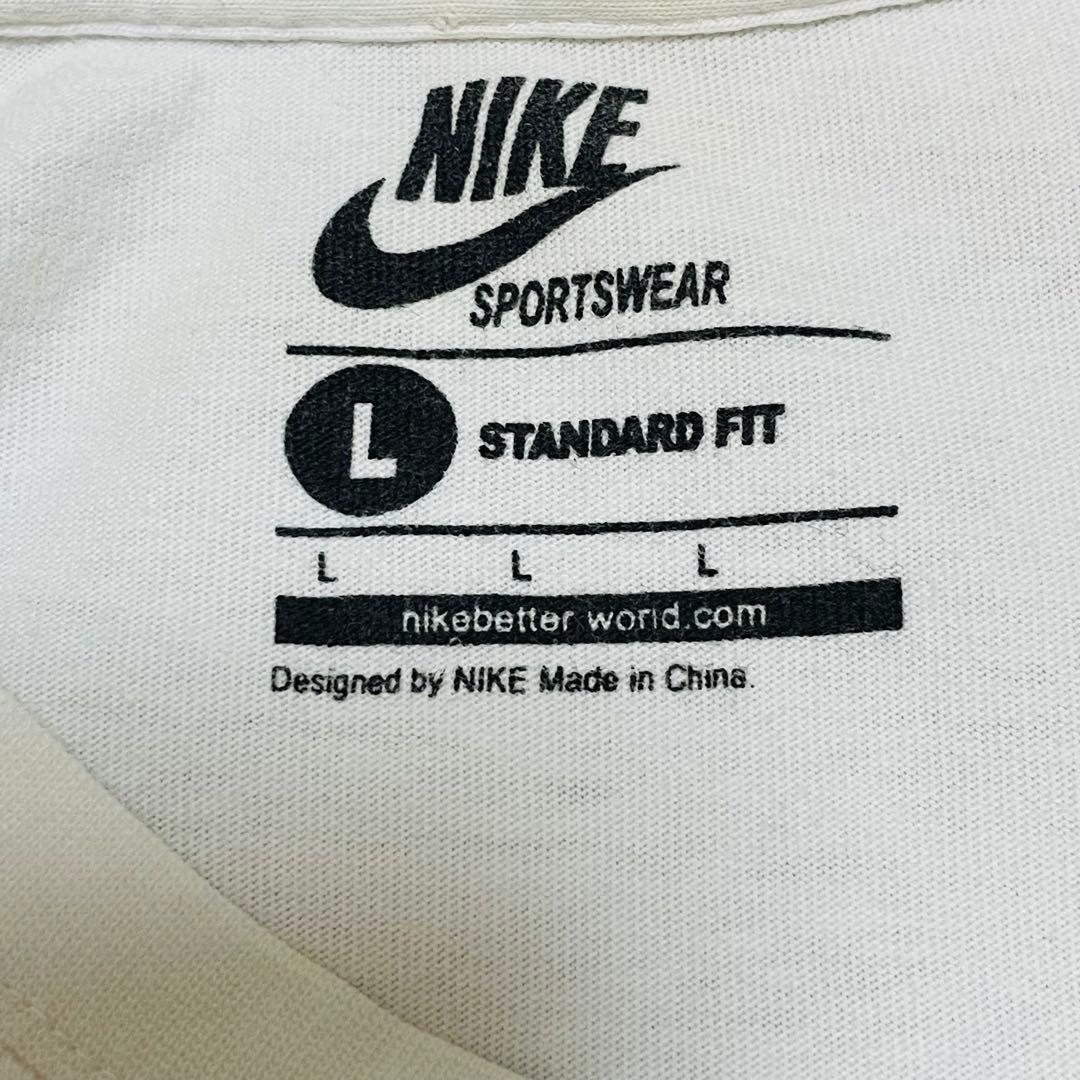 NIKE
SPORTSWEAR
L STANDARD FIT
L L L
nikebetter world.com
Designed by NIKE Made in China.